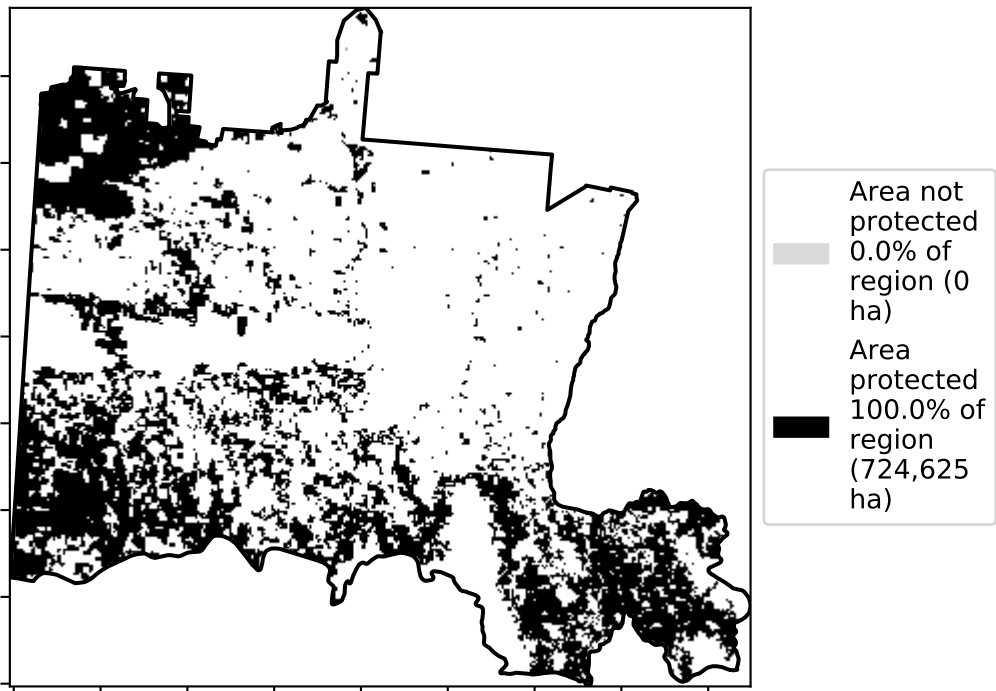 Area not
protected
0.0% of
region (0
ha)
Area
protected
100.0% of
region
(724,625
ha)